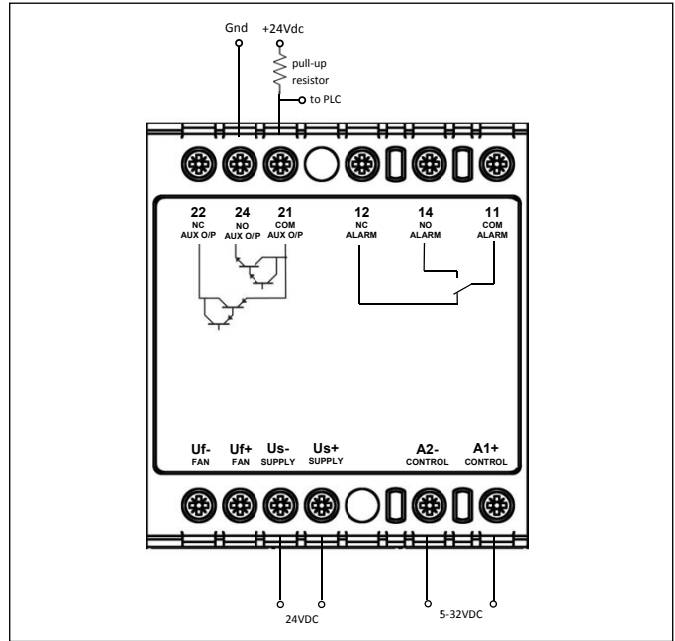 Gnd +24Vdc
pull-up
resistor
to PLC
22 24 21 12 14 11
NC NO COM NC NO COM
AUX O/P AUX O/P AUX O/P ALARM ALARM ALARM
Uf- Uf+ Us- Us+ A2- A1+
FAN FAN SUPPLY SUPPLY CONTROL CONTROL
24VDC 5-32VDC